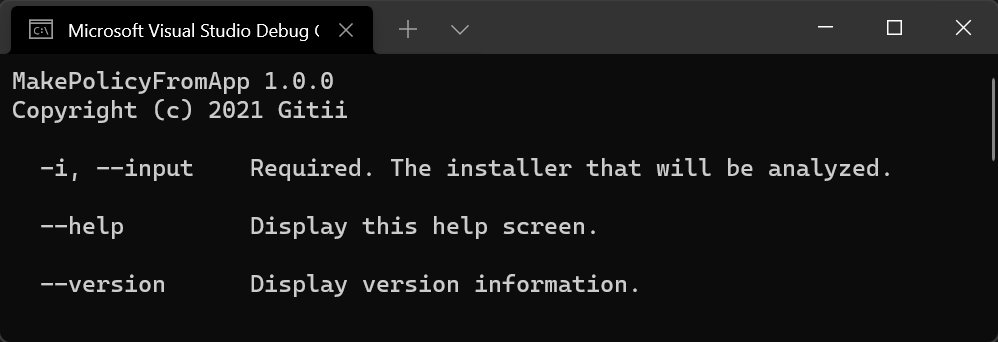 Microsoft Visual Studio Debug
MakePolicyFromApp 1.0.0
Copyright (c) 2021 Gitii
-i, --input    Required. The installer that will be analyzed.
--help         Display this help screen.
--version      Display version information.